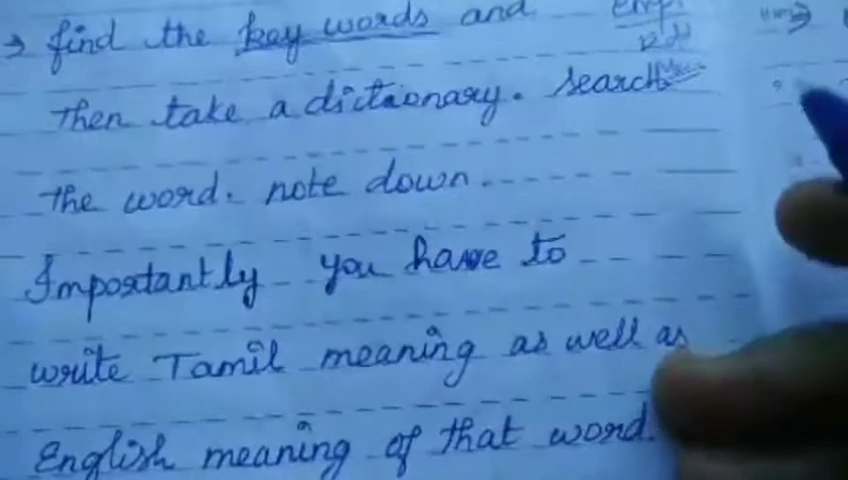 → find the key words and
then take a dictionary. search
the word. note down.
Importantly you have to
write Tamil meaning as well as
English meaning of that word.